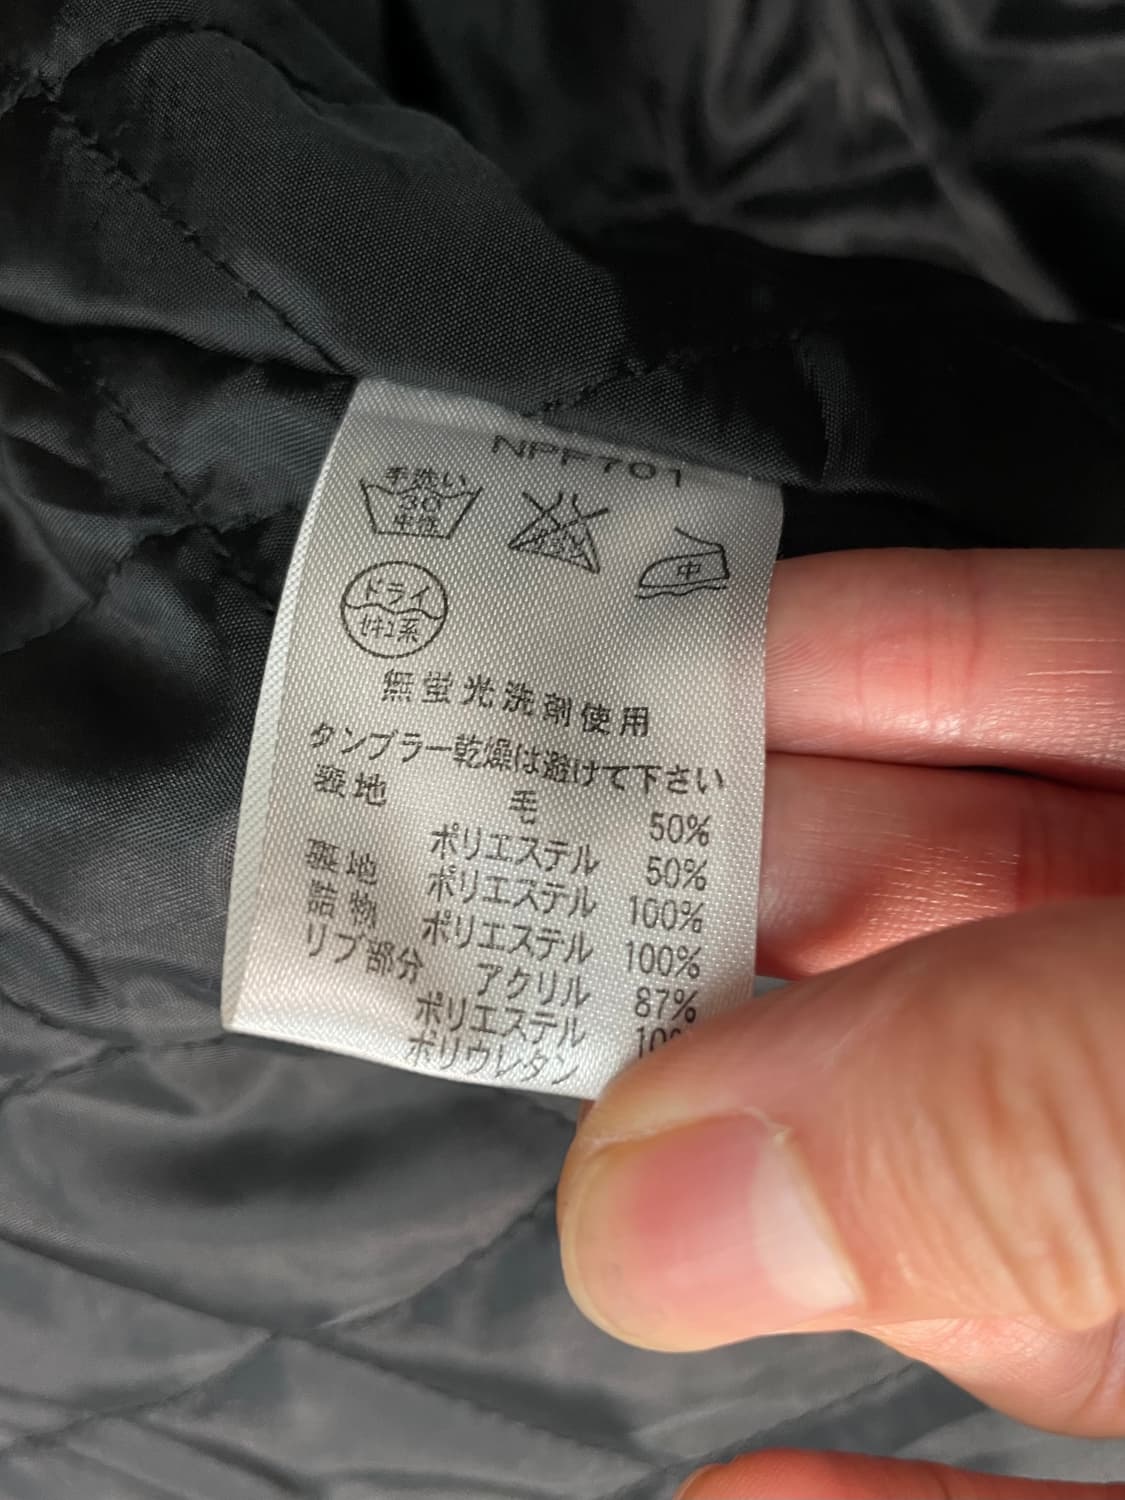 NPF701
手洗い
30
中性
中
ドライ
セキユ系
無蛍光洗剤使用
タンブラー乾燥は避けて下さい
表地 毛 50%
ポリエステル 50%
裏地 ポリエステル 100%
詰物 ポリエステル 100%
リブ部分 アクリル 87%
ポリエステル
ポリウレタン